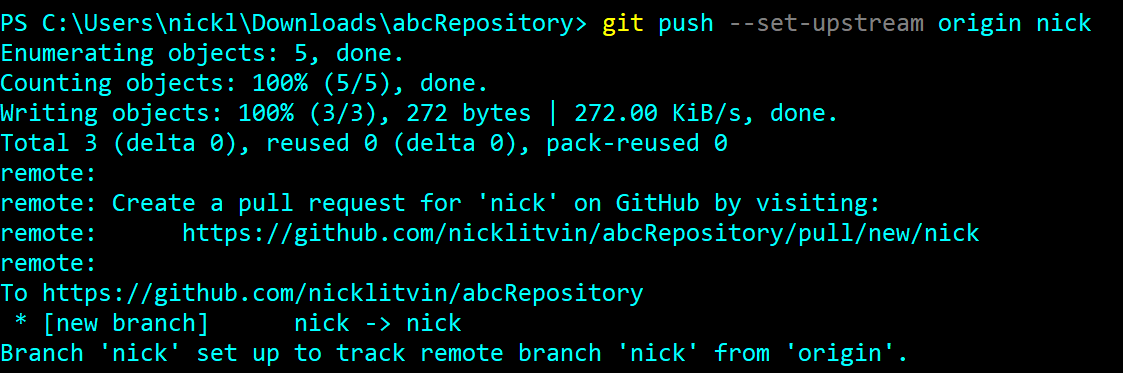 PS C:\Users\nickl\Downloads\abcRepository> git push --set-upstream origin nick
Enumerating objects: 5, done.
Counting objects: 100% (5/5), done.
Writing objects: 100% (3/3), 272 bytes | 272.00 KiB/s, done.
Total 3 (delta 0), reused 0 (delta 0), pack-reused 0
remote:
remote: Create a pull request for 'nick' on GitHub by visiting:
remote:      https://github.com/nicklitvin/abcRepository/pull/new/nick
remote:
To https://github.com/nicklitvin/abcRepository
 * [new branch]      nick -> nick
Branch 'nick' set up to track remote branch 'nick' from 'origin'.